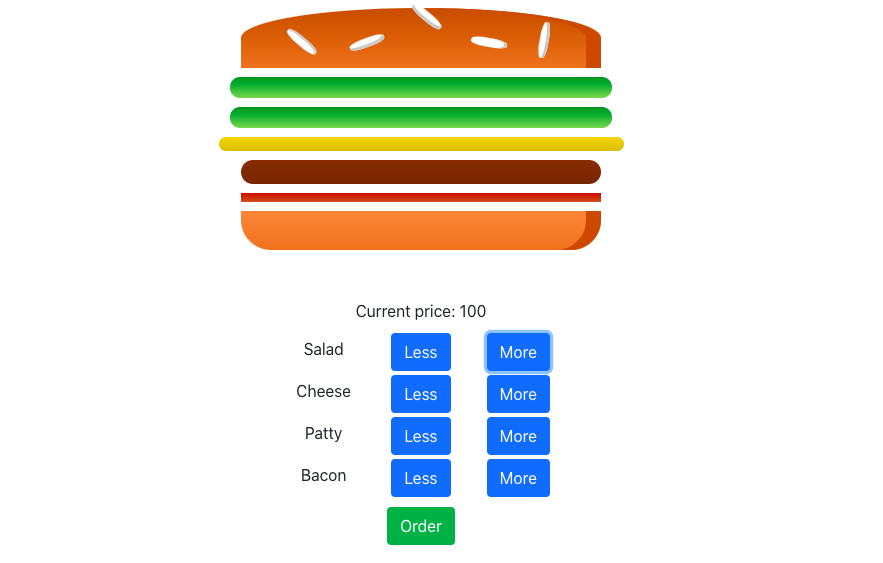 Current price: 100
Salad Less More
Cheese Less More
Patty Less More
Bacon Less More
Order